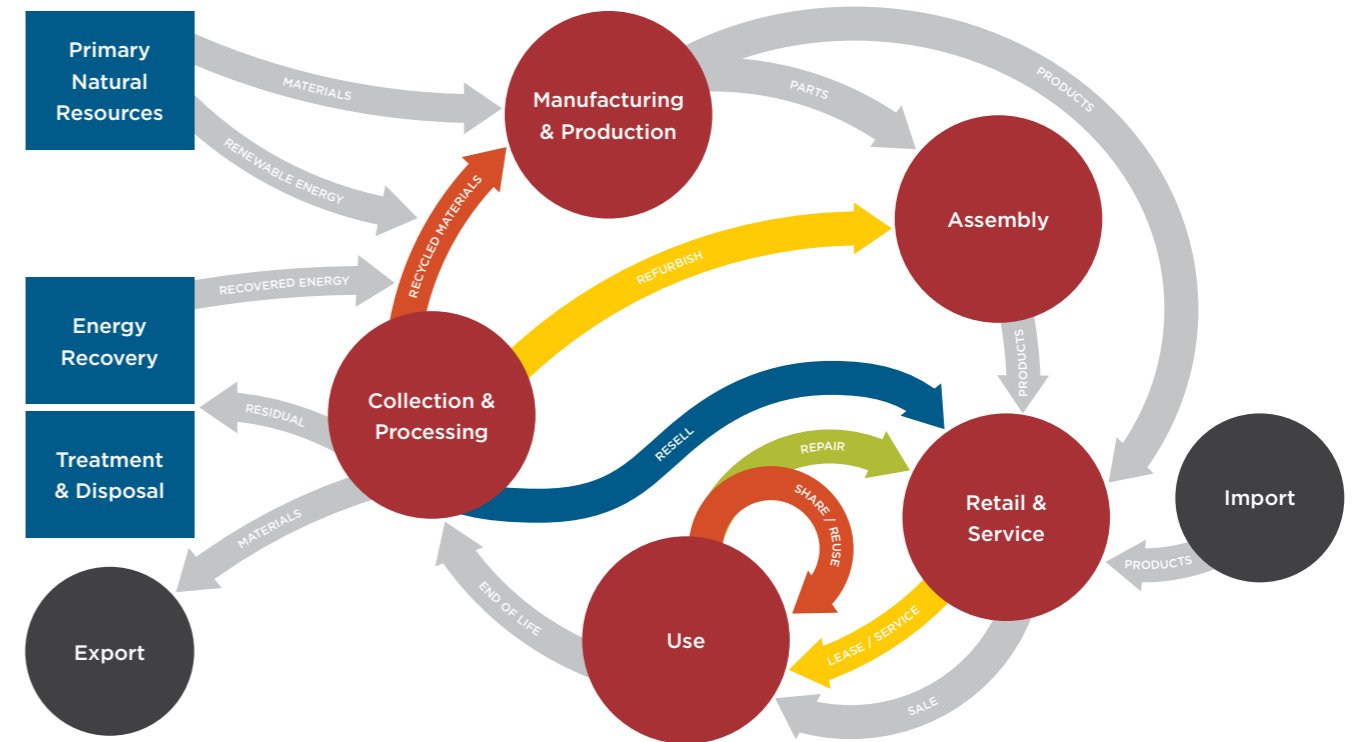 Primary
Natural
Resources
MATERIALS
RENEWABLE ENERGY
Manufacturing
& Production
PARTS
PRODUCTS
RECYCLED MATERIALS
Assembly
REFURBISH
RECOVERED ENERGY
Energy
Recovery
PRODUCTS
Collection &
Processing
RESIDUAL
RESELL
REPAIR
Treatment
& Disposal
SHARE / REUSE
Retail &
Service
Import
MATERIALS
PRODUCTS
END OF LIFE
Use
LEASE / SERVICE
Export
SALE